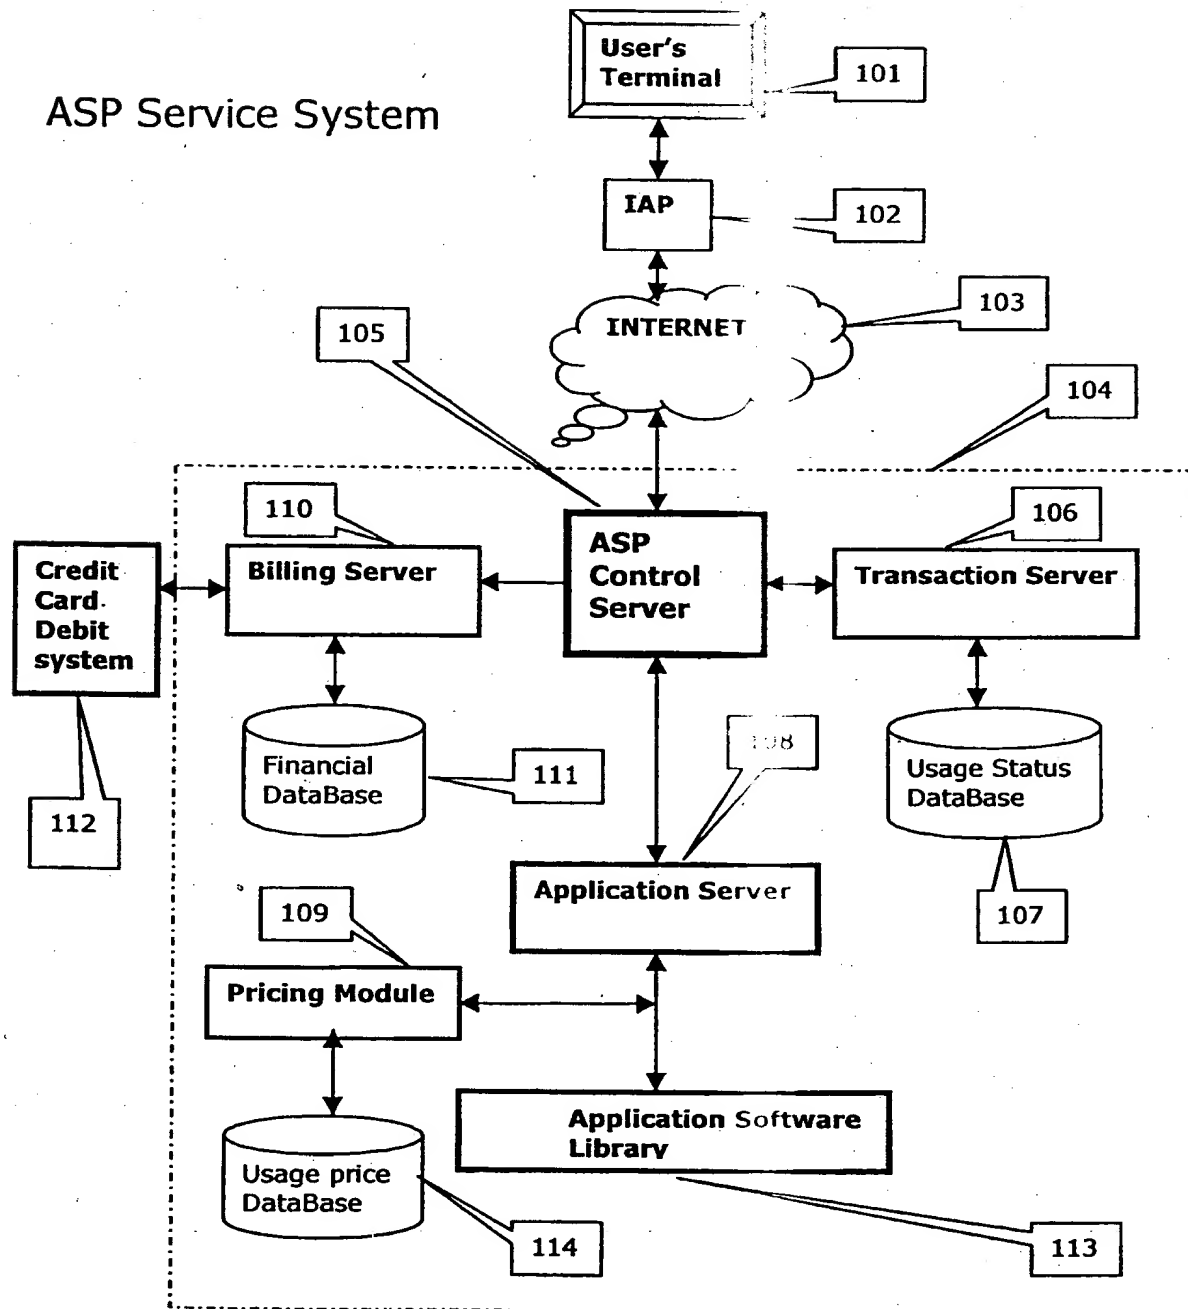 User's
Terminal
101
ASP Service System
IAP
102
103
INTERNET
105
104
110
106
ASP
Control
Server
Billing Server
Transaction Server
Credit
Card
Debit
system
108
Financial
DataBase
111
Usage Status
DataBase
112
Application Server
109
107
Pricing Module
Application Software
Library
Usage price
DataBase
114
113